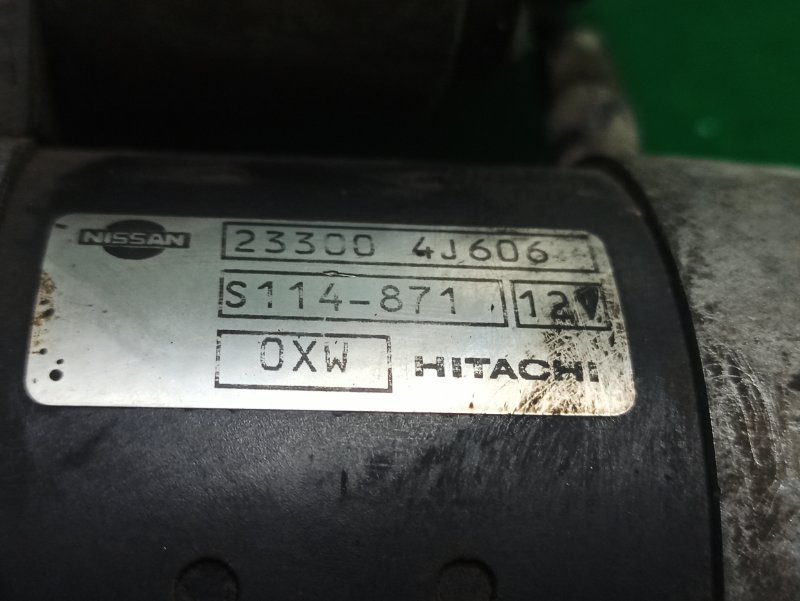 NISSAN 23300 4J606
S114-871 12V
0XW HITACHI